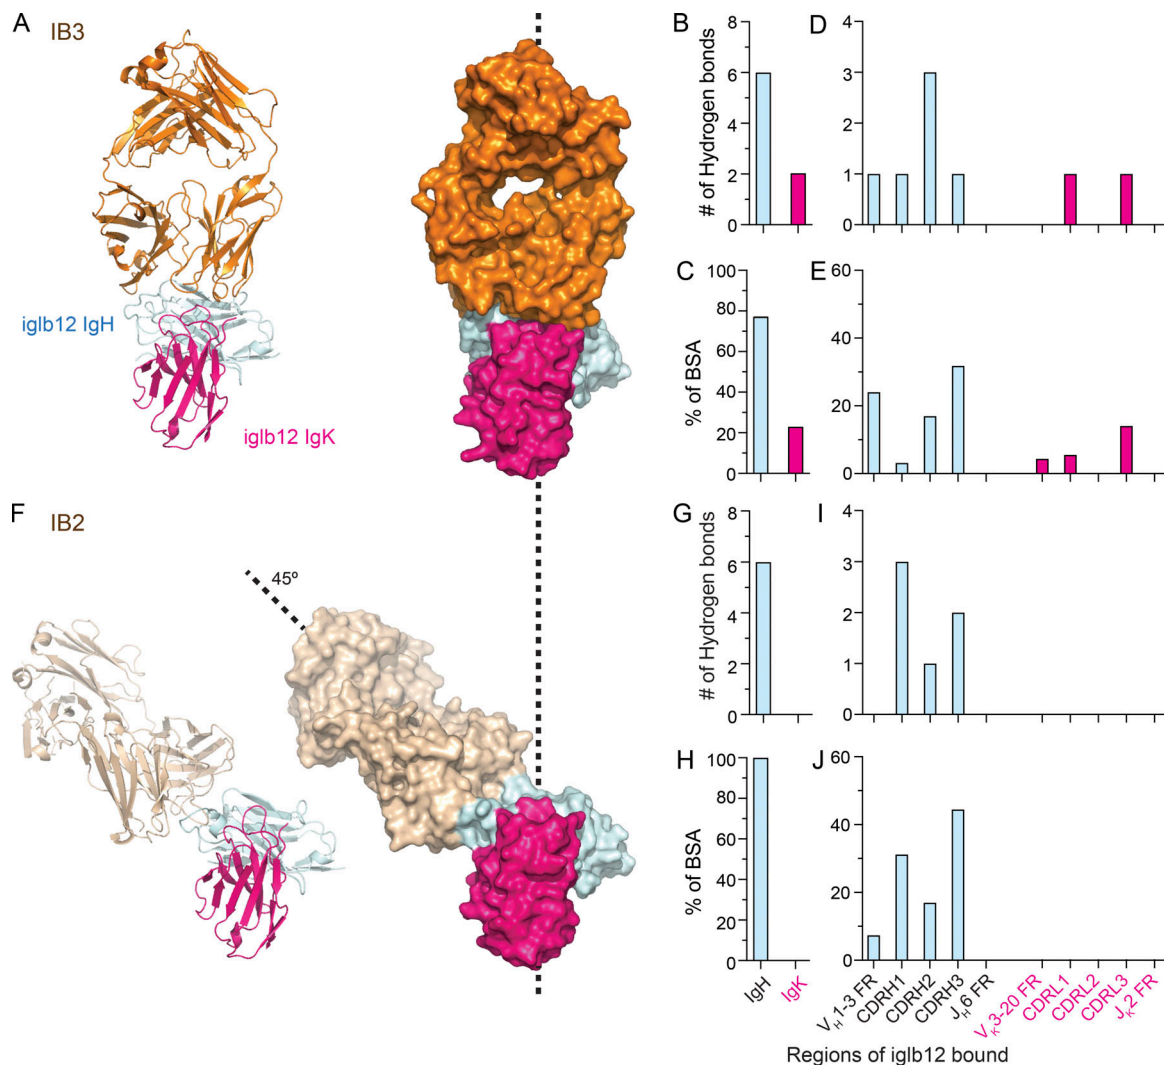 A
IB3
iglb12 IgH
iglb12 IgK
B
# of Hydrogen bonds
8
6
4
2
0
D
4
3
2
1
0
C
% of BSA
100
80
60
40
20
0
E
60
40
20
0
F
IB2
45º
G
# of Hydrogen bonds
8
6
4
2
0
I
4
3
2
1
0
H
% of BSA
100
80
60
40
20
0
IgH
IgK
J
60
40
20
0
VH1-3 FR
CDRH1
CDRH2
CDRH3
JH6 FR
VK3-20 FR
CDRL1
CDRL2
CDRL3
JK2 FR
Regions of iglb12 bound